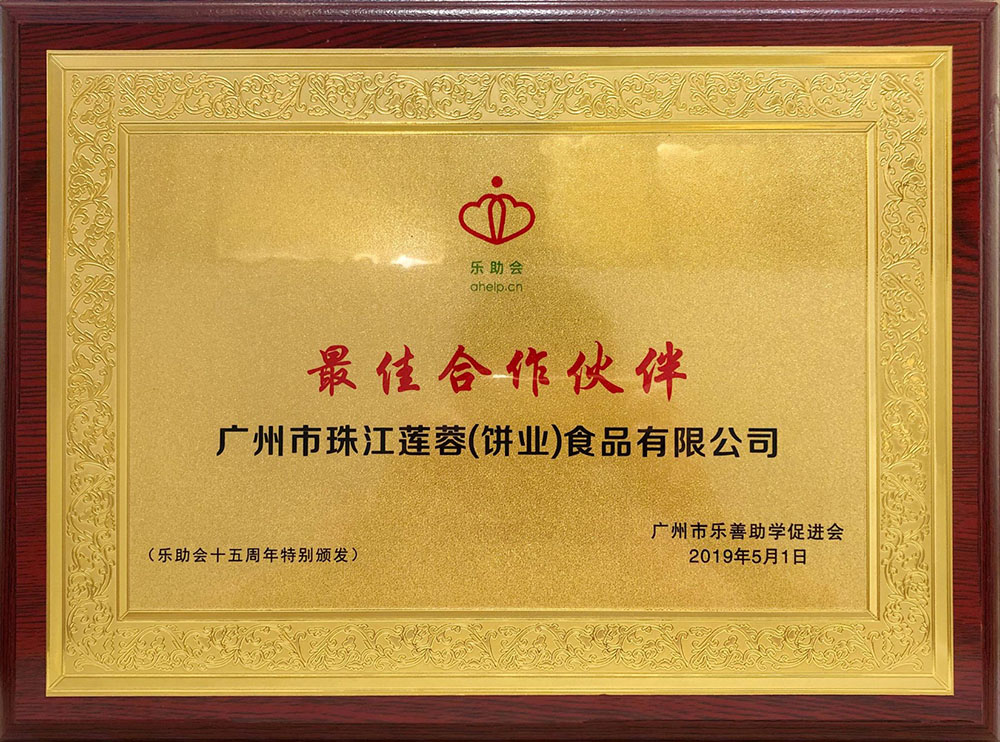 乐助会
ahelp.cn
最佳合作伙伴
广州市珠江莲蓉(饼业)食品有限公司
（乐助会十五周年特别颁发）
广州市乐善助学促进会
2019年5月1日